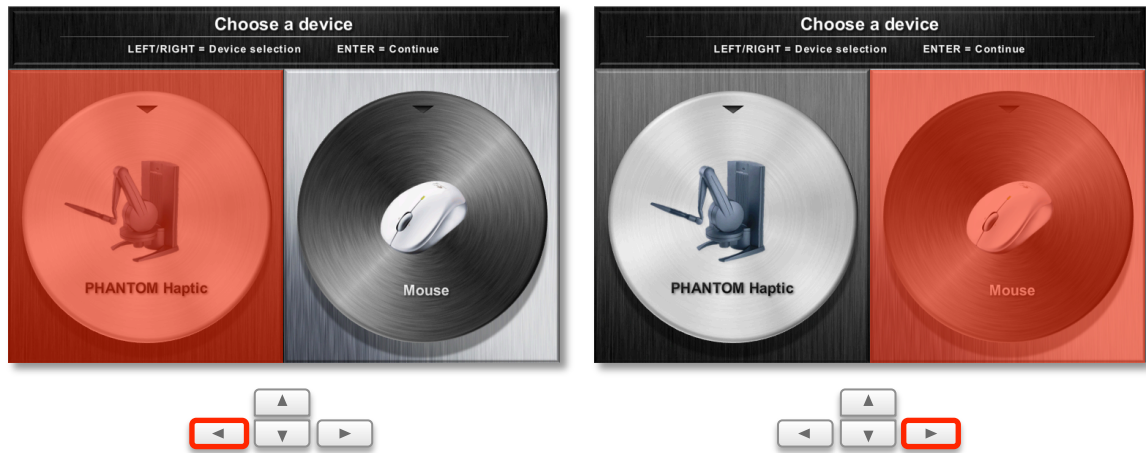 Choose a device
LEFT/RIGHT = Device selection ENTER = Continue
PHANTOM Haptic
Mouse
Choose a device
LEFT/RIGHT = Device selection ENTER = Continue
PHANTOM Haptic
Mouse